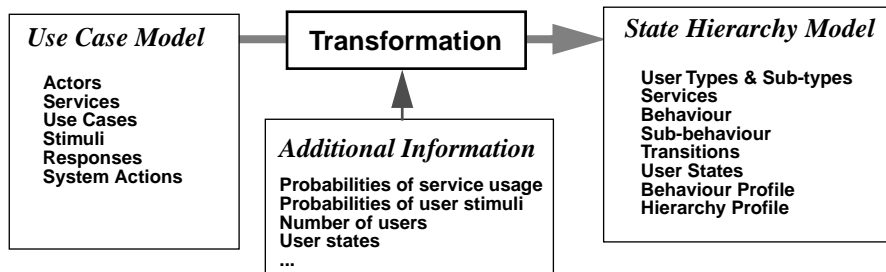 Use Case Model
Actors
Services
Use Cases
Stimuli
Responses
System Actions
Transformation
Additional Information
Probabilities of service usage
Probabilities of user stimuli
Number of users
User states
...
State Hierarchy Model
User Types & Sub-types
Services
Behaviour
Sub-behaviour
Transitions
User States
Behaviour Profile
Hierarchy Profile